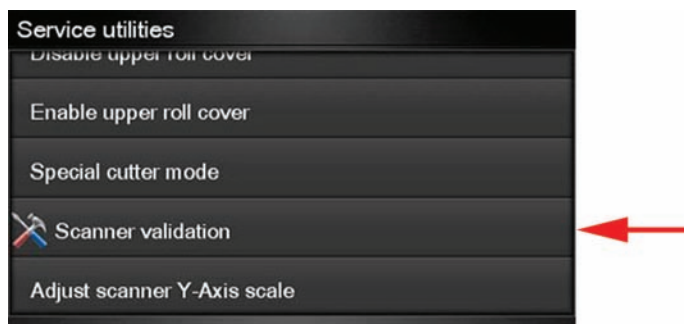 Service utilities
Disable upper roll cover
Enable upper roll cover
Special cutter mode
Scanner validation
Adjust scanner Y-Axis scale